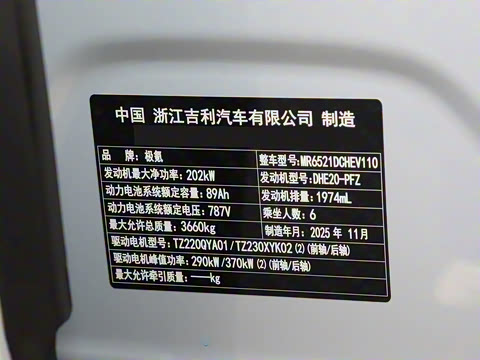 中国 浙江吉利汽车有限公司 制造
品 牌：极氪 整车型号：MR6521DCHEV110
发动机最大净功率：202kW 发动机型号：DHE20-PFZ
动力电池系统额定容量：89Ah 发动机排量：1974mL
动力电池系统额定电压：787V 乘坐人数：6
最大允许总质量：3660kg 制造年月：2025 年 11月
驱动电机型号：TZ220QYA01/TZ230XYK02(2)(前轴/后轴)
驱动电机峰值功率：290kW/370kW(2)(前轴/后轴)
最大允许牵引质量：——kg